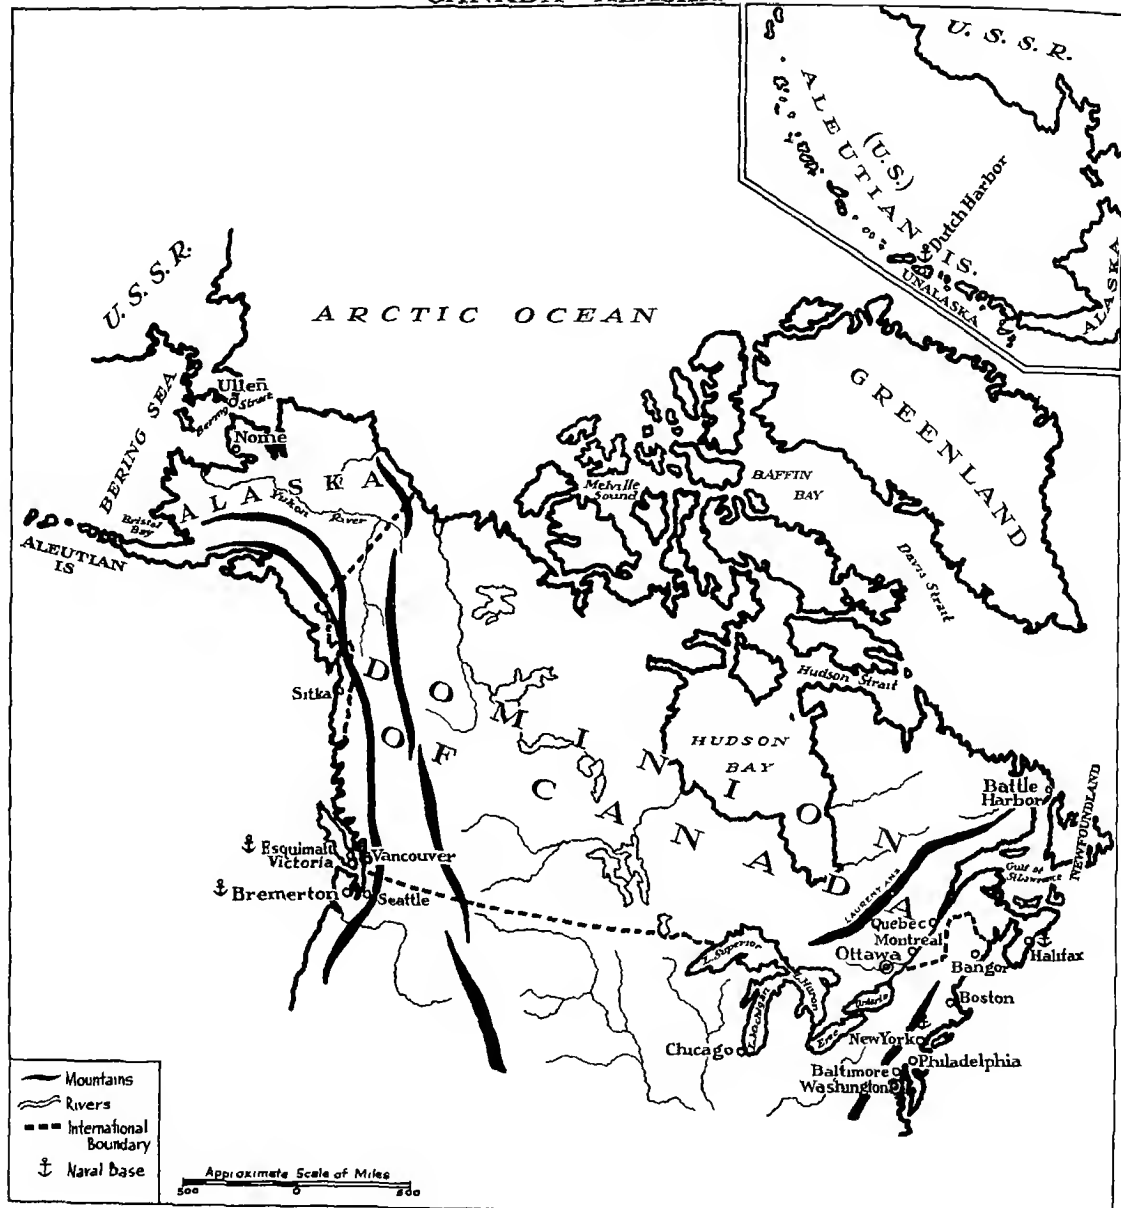 CANADA ALASKA
U. S. S. R.
ALEUTIAN IS.
(U.S.)
Dutch Harbor
UNALASKA
ALASKA
U. S. S. R.
ARCTIC OCEAN
GREENLAND
BERING SEA
Ullen
Bering Strait
Nome
ALASKA
Yukon River
Bristol Bay
ALEUTIAN
IS
Melville
Sound
BAFFIN
BAY
Davis Strait
Hudson Strait
Sitka
DOMINION
OF CANADA
HUDSON
BAY
Battle
Harbor
NEWFOUNDLAND
Gulf of
St Lawrence
LAURENTIANS
Esquimalt
Victoria
Vancouver
Bremerton
Seattle
Quebec
Montreal
Ottawa
Bangor
Halifax
L. Superior
L. Michigan
L. Huron
Ontario
Erie
Boston
New York
Chicago
Philadelphia
Baltimore
Washington
Mountains
Rivers
International
Boundary
Naval Base
Approximate Scale of Miles
500 0 500